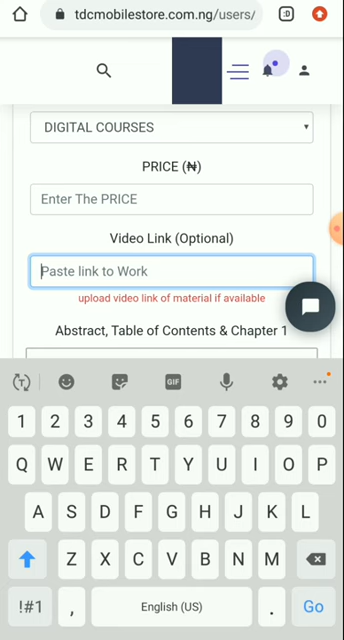 tdcmobilestore.com.ng/users/
:D
DIGITAL COURSES
PRICE (₦)
Enter The PRICE
Video Link (Optional)
Paste link to Work
upload video link of material if available
Abstract, Table of Contents & Chapter 1
T
GIF
1 2 3 4 5 6 7 8 9 0
Q W E R T Y U I O P
A S D F G H J K L
Z X C V B N M
!#1 , English (US) . Go